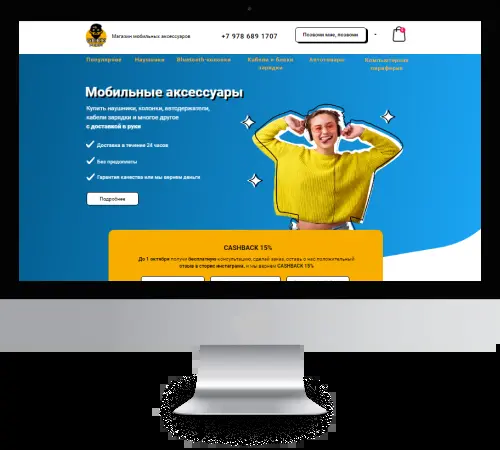 Магазин мобильных аксессуаров
+7 978 689 1707
Позвони мне, позвони
Популярное
Наушники
Bluetooth-колонки
Кабели и блоки
зарядки
Автотовары
Компьютерная
периферия
Мобильные аксессуары
Купить наушники, колонки, автодержатели,
кабели зарядки и многое другое
с доставкой в руки
Доставка в течение 24 часов
Без предоплаты
Гарантия качества или мы вернем деньги
Подробнее
CASHBACK 15%
До 1 октября получи бесплатную консультацию, сделай заказ, оставь о нас положительный
отзыв в сторис инстаграма, и мы вернем CASHBACK 15%